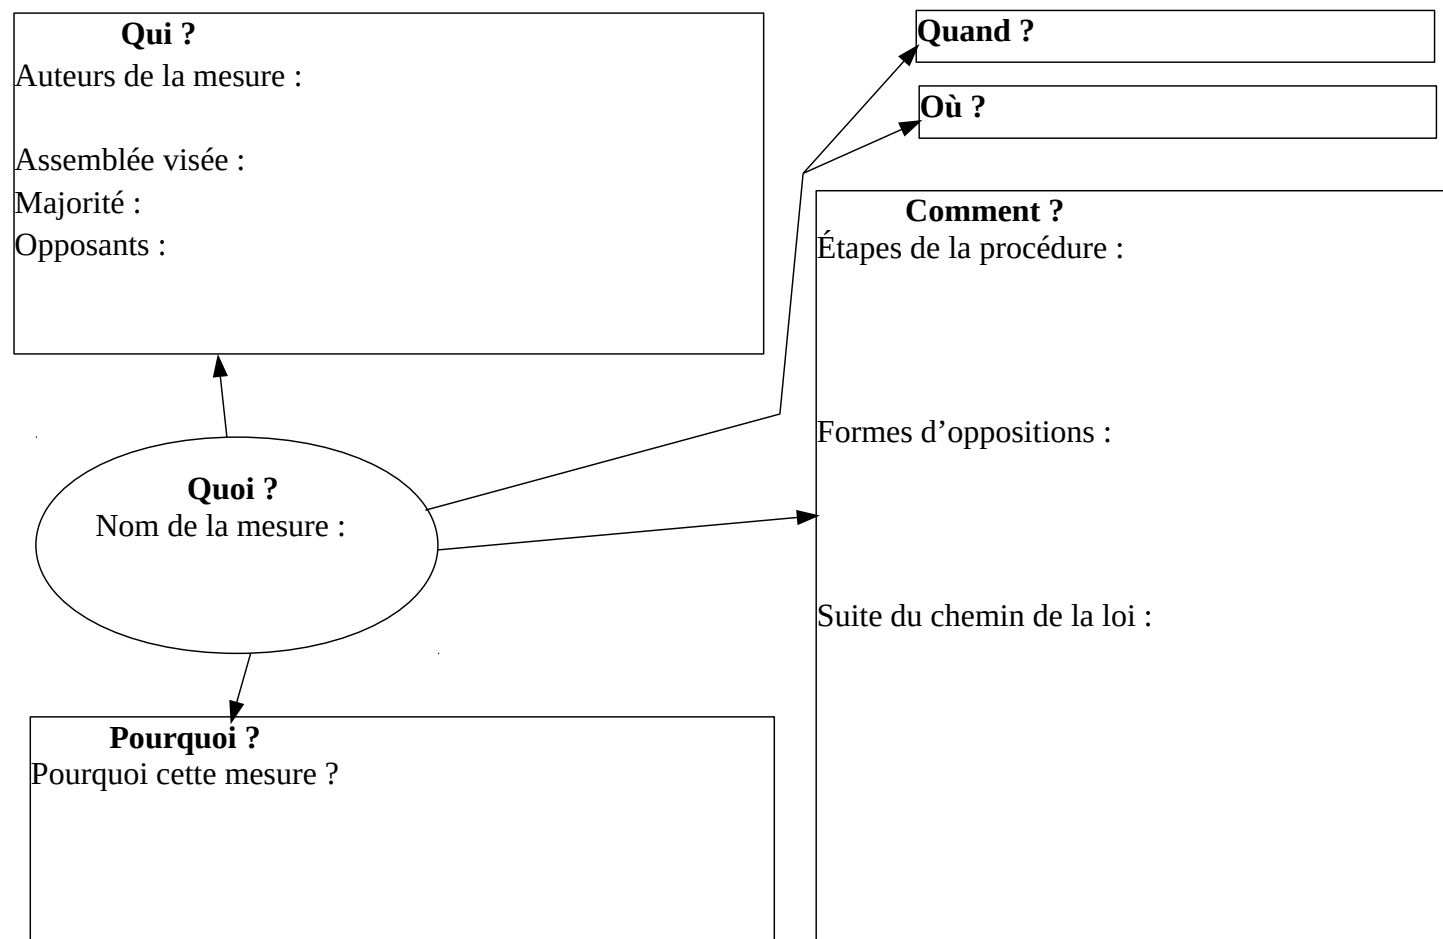 Qui ?
Auteurs de la mesure :
Assemblée visée :
Majorité :
Opposants :
Quand ?
Où ?
Comment ?
Étapes de la procédure :
Formes d’oppositions :
Suite du chemin de la loi :
Quoi ?
Nom de la mesure :
Pourquoi ?
Pourquoi cette mesure ?